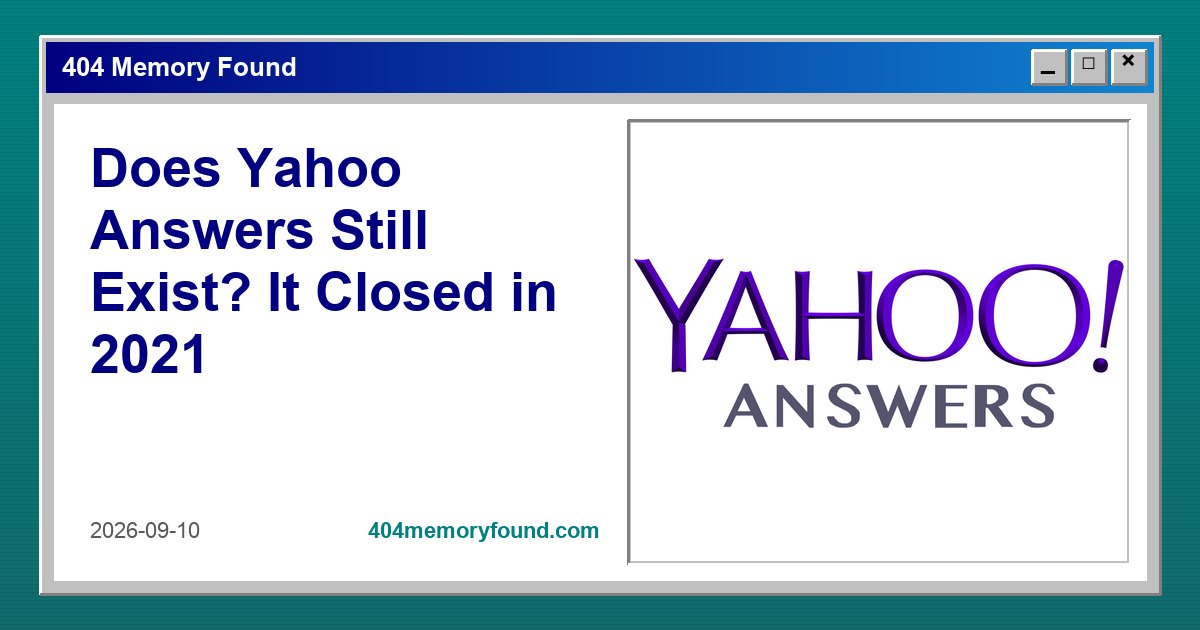 404 Memory Found
Does Yahoo
Answers Still
Exist? It Closed in
2021
YAHOO!
ANSWERS
2026-09-10
404memoryfound.com